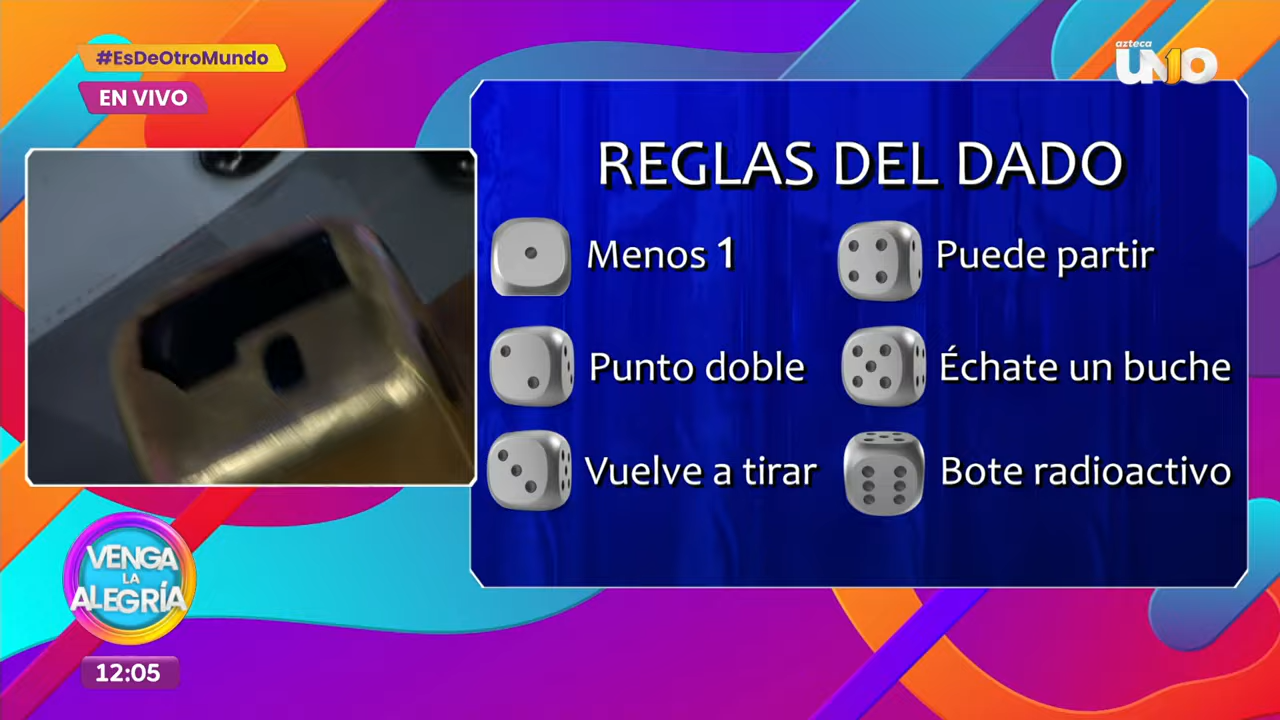 #EsDeOtroMundo
EN VIVO
azteca
UN1O
REGLAS DEL DADO
Menos 1
Puede partir
Punto doble
Échate un buche
Vuelve a tirar
Bote radioactivo
VENGA
LA
ALEGRÍA
12:05